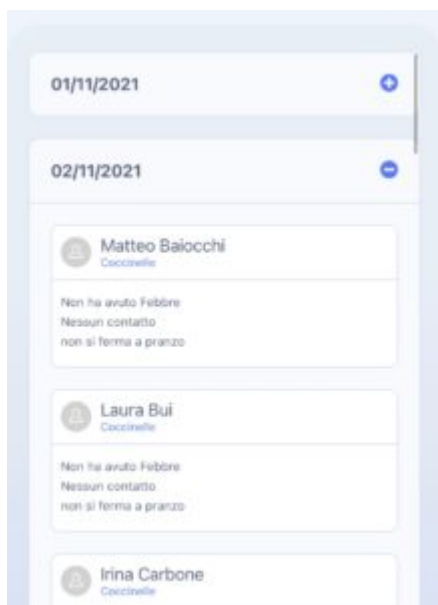 01/11/2021
02/11/2021
Matteo Baiocchi
Coccinelle
Non ha avuto Febbre
Nessun contatto
non si ferma a pranzo
Laura Bui
Coccinelle
Non ha avuto Febbre
Nessun contatto
non si ferma a pranzo
Irina Carbone
Coccinelle